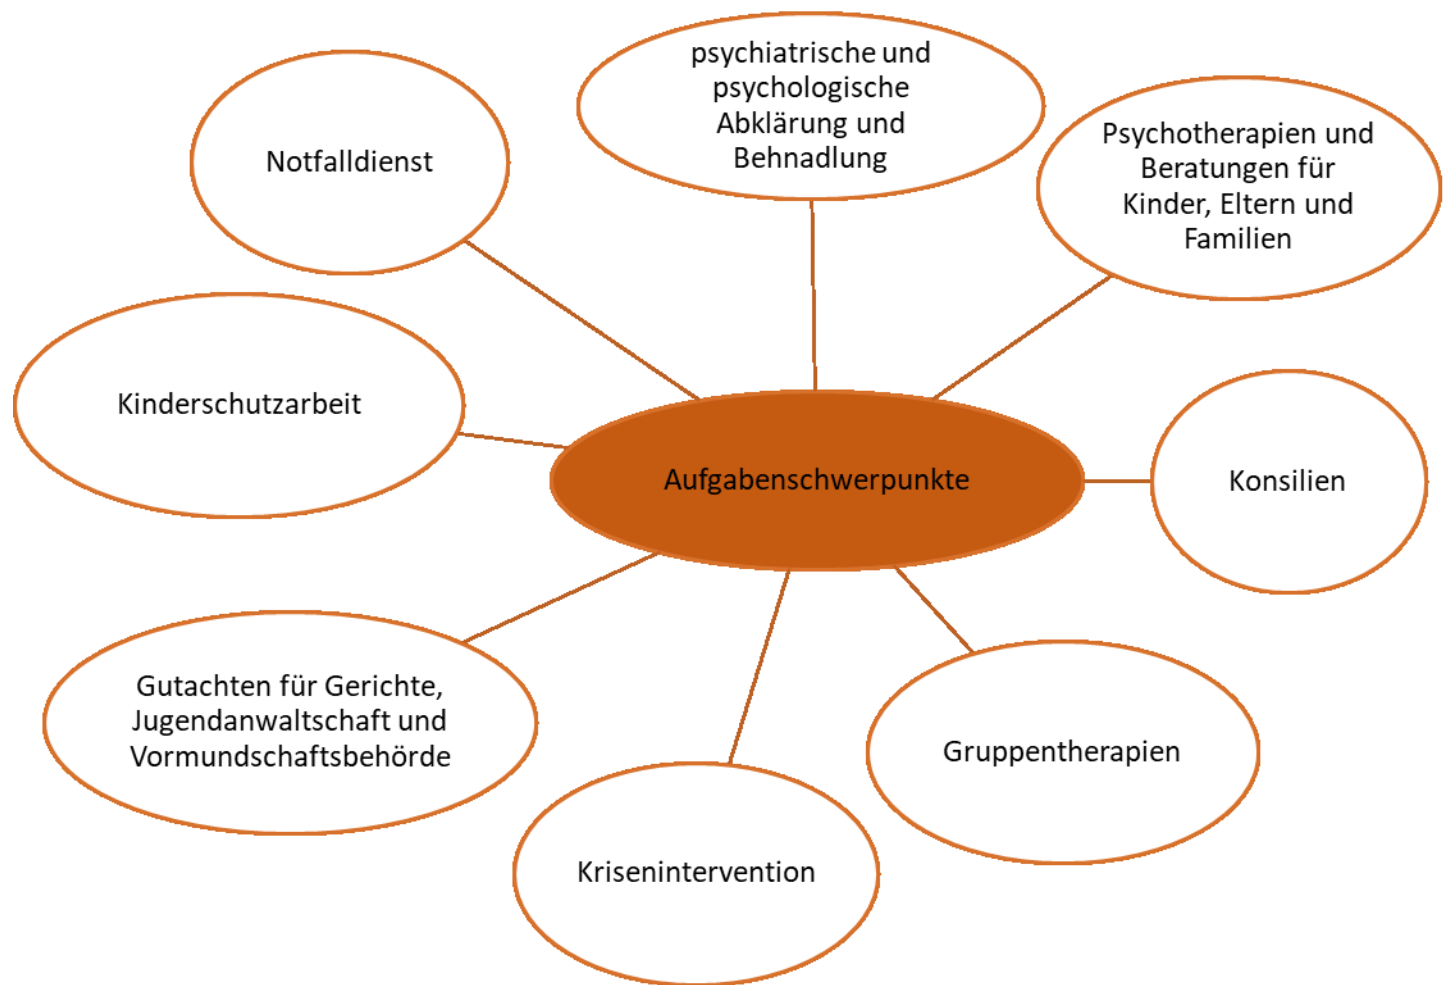 psychiatrische und
psychologische
Abklärung und
Behnadlung
Notfalldienst
Psychotherapien und
Beratungen für
Kinder, Eltern und
Familien
Kinderschutzarbeit
Aufgabenschwerpunkte
Konsilien
Gutachten für Gerichte,
Jugendanwaltschaft und
Vormundschaftsbehörde
Gruppentherapien
Krisenintervention